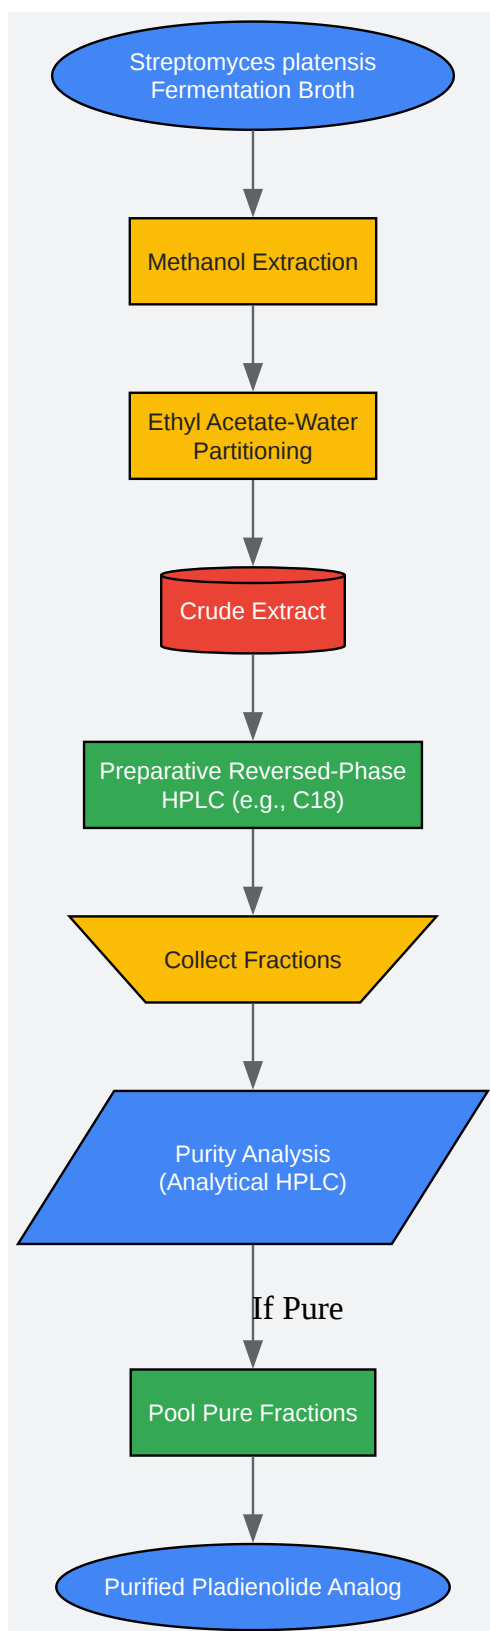 Streptomyces platensis
Fermentation Broth
Methanol Extraction
Ethyl Acetate-Water
Partitioning
Crude Extract
Preparative Reversed-Phase
HPLC (e.g., C18)
Collect Fractions
Purity Analysis
(Analytical HPLC)
If Pure
Pool Pure Fractions
Purified Pladienolide Analog